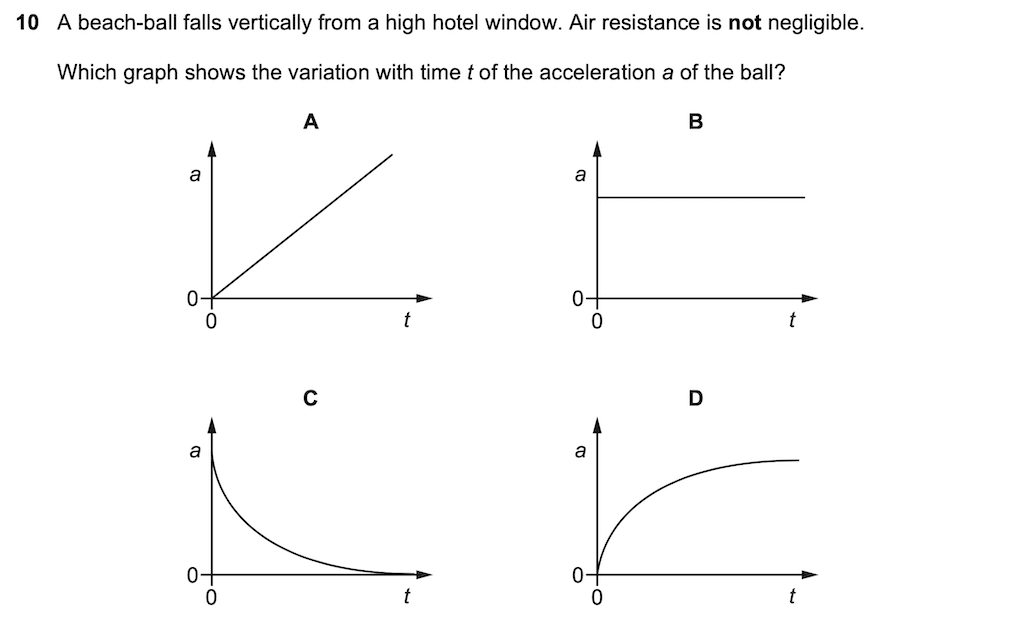 10 A beach-ball falls vertically from a high hotel window. Air resistance is not negligible.
Which graph shows the variation with time t of the acceleration a of the ball?
A
B
a
a
0
0
0
t
0
t
C
D
a
a
0
0
0
t
0
t